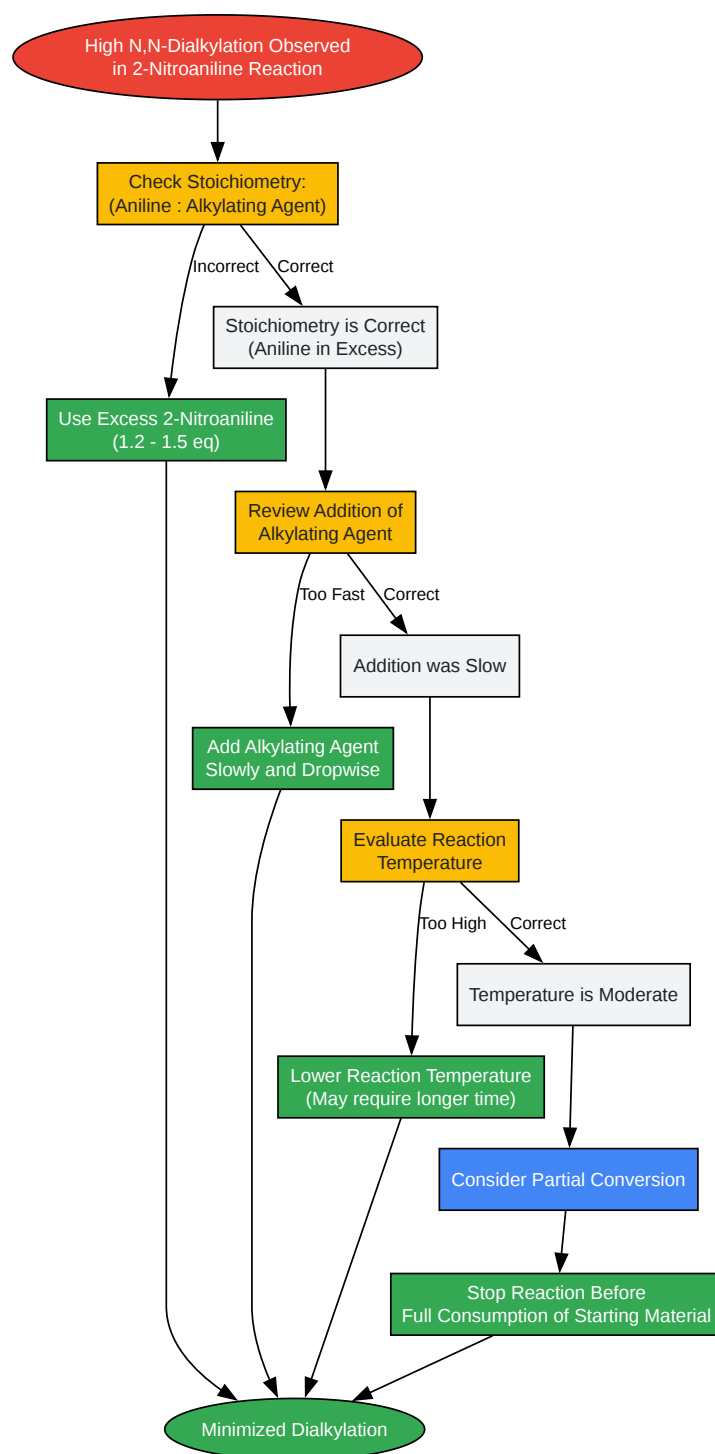 High N,N-Dialkylation Observed
in 2-Nitroaniline Reaction
Check Stoichiometry:
(Aniline : Alkylating Agent)
Incorrect
Correct
Stoichiometry is Correct
(Aniline in Excess)
Use Excess 2-Nitroaniline
(1.2 - 1.5 eq)
Review Addition of
Alkylating Agent
Too Fast
Correct
Addition was Slow
Add Alkylating Agent
Slowly and Dropwise
Evaluate Reaction
Temperature
Too High
Correct
Temperature is Moderate
Lower Reaction Temperature
(May require longer time)
Consider Partial Conversion
Stop Reaction Before
Full Consumption of Starting Material
Minimized Dialkylation